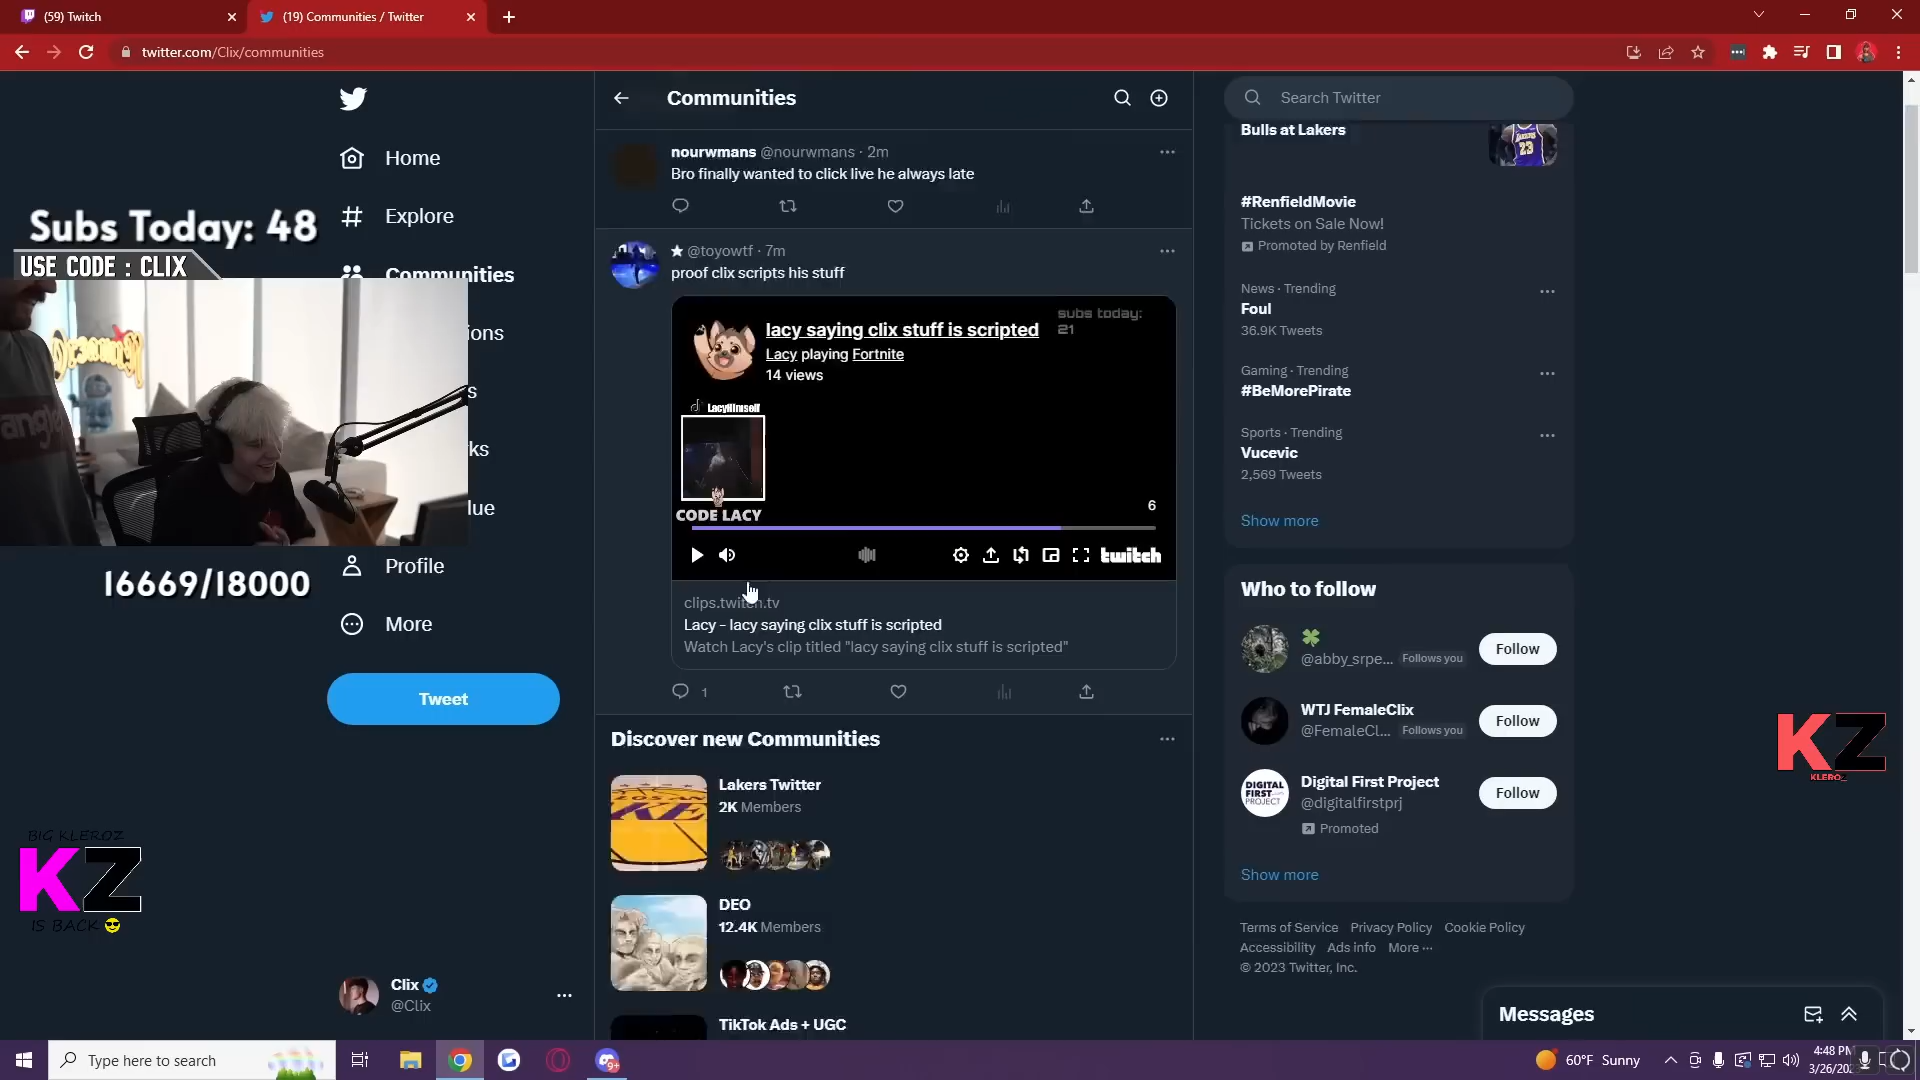 (59) Twitch
(19) Communities / Twitter
twitter.com/Clix/communities
Subs Today: 48
USE CODE : CLIX
16669/18000
BIG KLEROZ
KZ
IS BACK
Home
Explore
Communities
ions
s
ks
lue
Profile
More
Tweet
Clix
@Clix
Communities
nourwmans @nourwmans · 2m
Bro finally wanted to click live he always late
★ @toyowtf · 7m
proof clix scripts his stuff
lacy saying clix stuff is scripted
Lacy playing Fortnite
14 views
subs today:
21
LacyHimself
CODE LACY
6
twitch
clips.twitch.tv
Lacy - lacy saying clix stuff is scripted
Watch Lacy's clip titled "lacy saying clix stuff is scripted"
1
Discover new Communities
Lakers Twitter
2K Members
DEO
12.4K Members
TikTok Ads + UGC
Search Twitter
Bulls at Lakers
#RenfieldMovie
Tickets on Sale Now!
Promoted by Renfield
News · Trending
Foul
36.9K Tweets
Gaming · Trending
#BeMorePirate
Sports · Trending
Vucevic
2,569 Tweets
Show more
Who to follow
@abby_srpe... Follows you
Follow
WTJ FemaleClix
@FemaleCl... Follows you
Follow
DIGITAL
FIRST
PROJECT
Digital First Project
@digitalfirstprj
Follow
Promoted
Show more
Terms of Service Privacy Policy Cookie Policy
Accessibility Ads info More ···
© 2023 Twitter, Inc.
Messages
KZ
KLEROZ
Type here to search
9+
60°F Sunny
4:48 PM